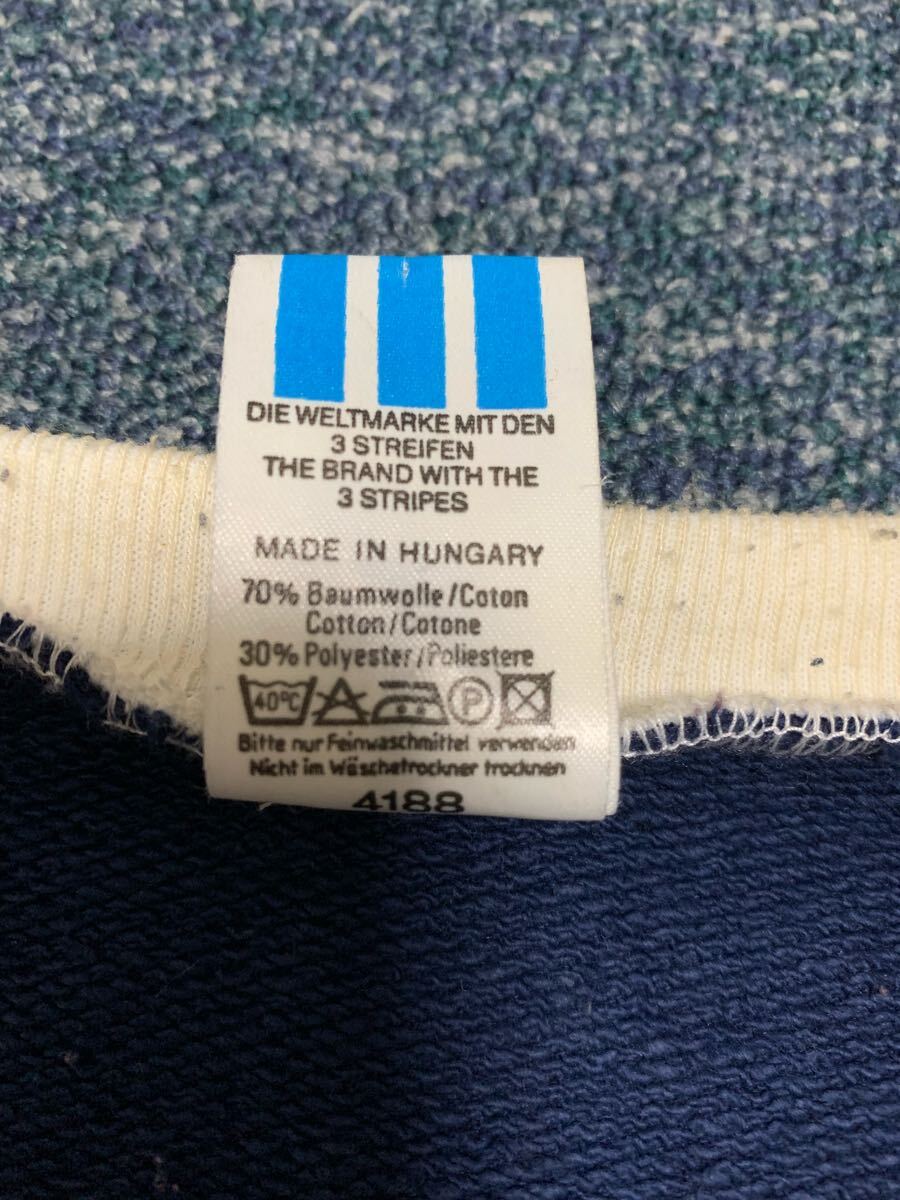 DIE WELTMARKE MIT DEN
3 STREIFEN
THE BRAND WITH THE
3 STRIPES
MADE IN HUNGARY
70% Baumwolle/Coton
Cotton/Cotone
30% Polyester/Poliestere
40°C P
Bitte nur Feinwaschmittel verwenden
Nicht im Wäschetrockner trocknen
4188